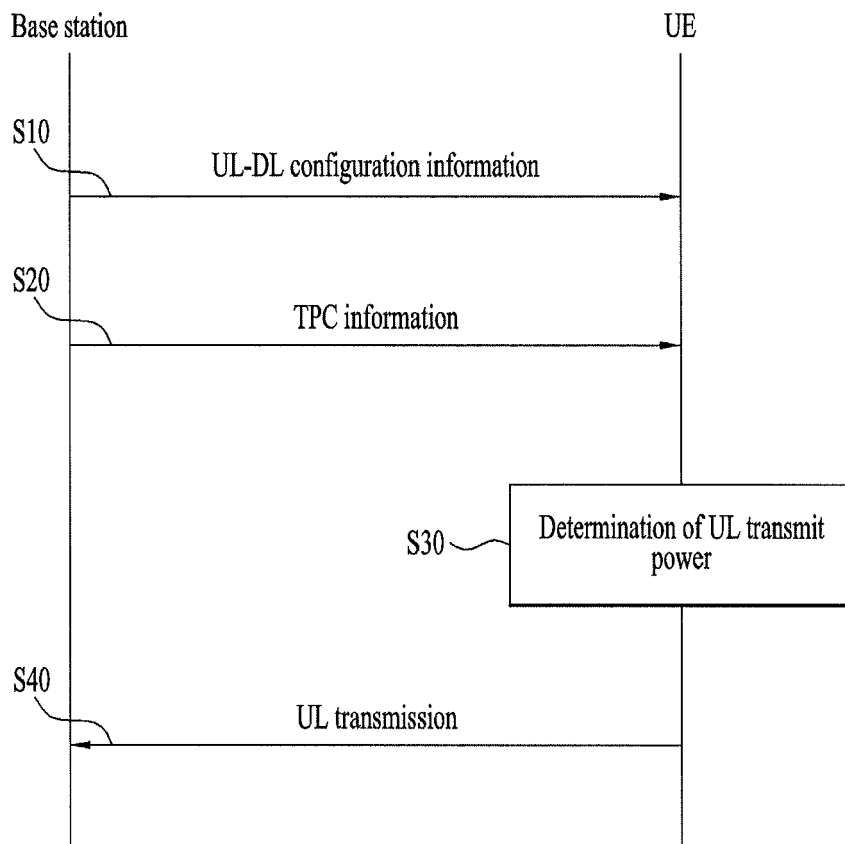 Base station
UE
S10
UL-DL configuration information
S20
TPC information
S30
Determination of UL transmit
power
S40
UL transmission